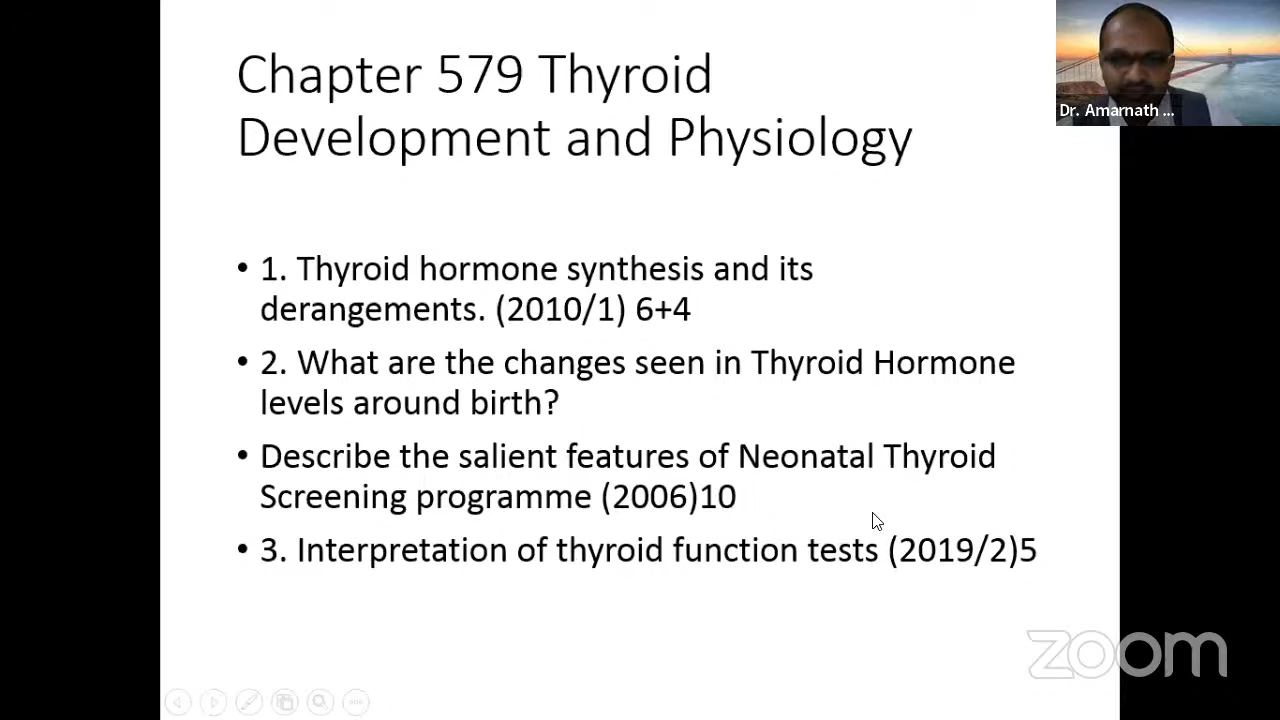 Chapter 579 Thyroid
Development and Physiology
Dr. Amarnath ...
• 1. Thyroid hormone synthesis and its
derangements. (2010/1) 6+4
• 2. What are the changes seen in Thyroid Hormone
levels around birth?
• Describe the salient features of Neonatal Thyroid
Screening programme (2006)10
• 3. Interpretation of thyroid function tests (2019/2)5
zoom